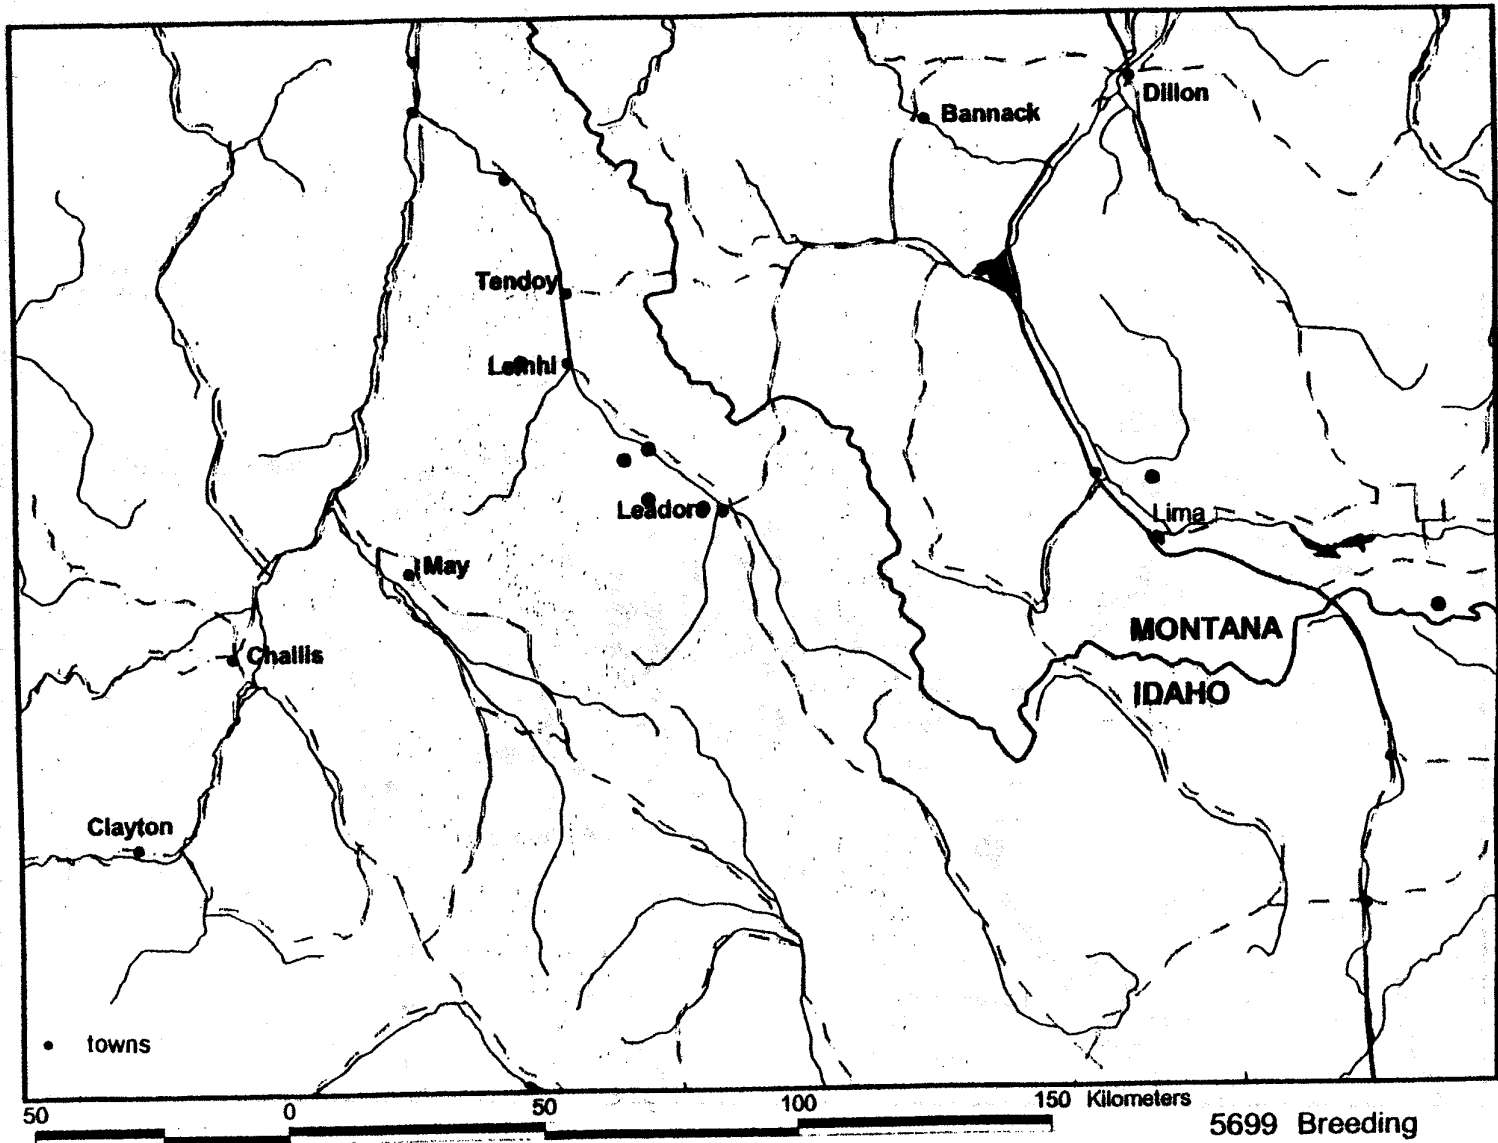 Dillon
Bannack
Tendoy
Lemhi
Leadore
Lima
May
MONTANA
Challis
IDAHO
Clayton
towns
50 0 50 100 150 Kilometers
5699 Breeding